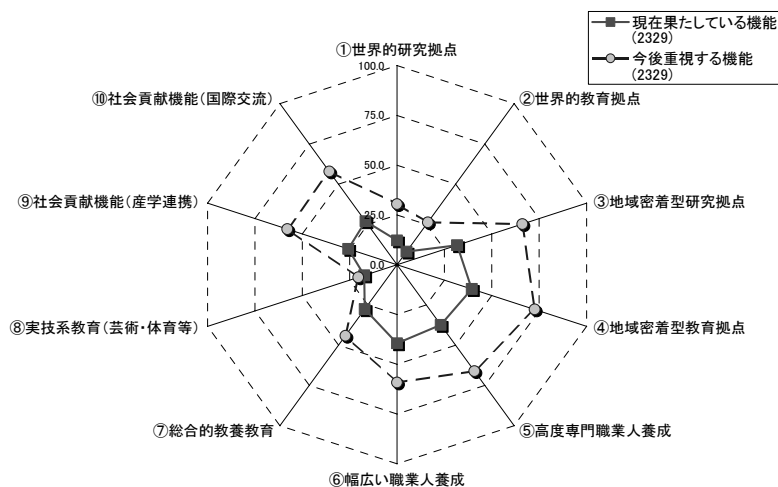 現在果たしている機能
(2329)
今後重視する機能
(2329)
①世界的研究拠点
100.0
75.0
50.0
25.0
0.0
②世界的教育拠点
③地域密着型研究拠点
④地域密着型教育拠点
⑤高度専門職業人養成
⑥幅広い職業人養成
⑦総合的教養教育
⑧実技系教育(芸術・体育等)
⑨社会貢献機能(産学連携)
⑩社会貢献機能(国際交流)